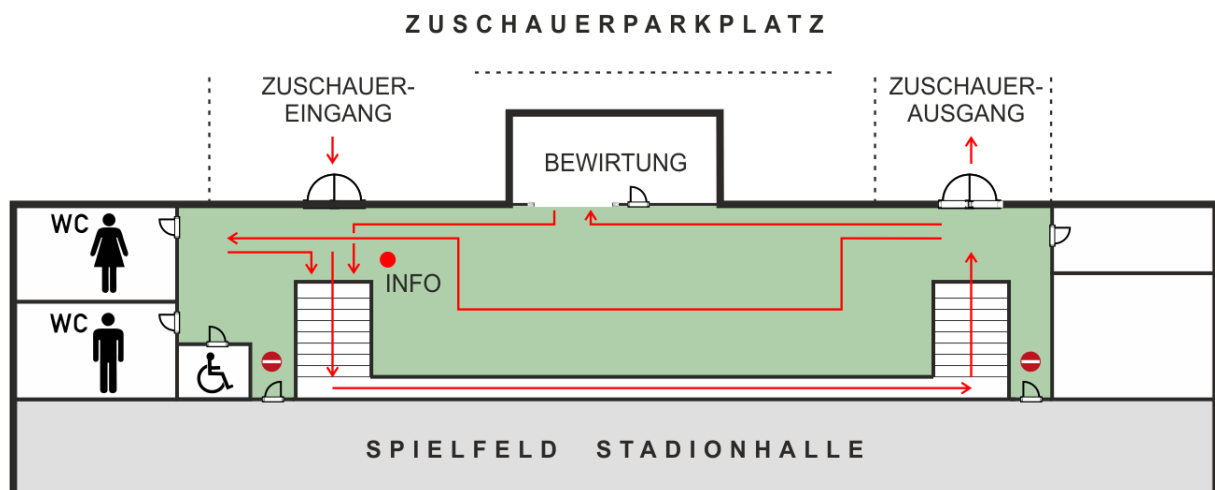 ZUSCHAUERPARKPLATZ
ZUSCHAUER-
EINGANG
ZUSCHAUER-
AUSGANG
BEWIRTUNG
WC
INFO
WC
SPIELFELD STADIONHALLE